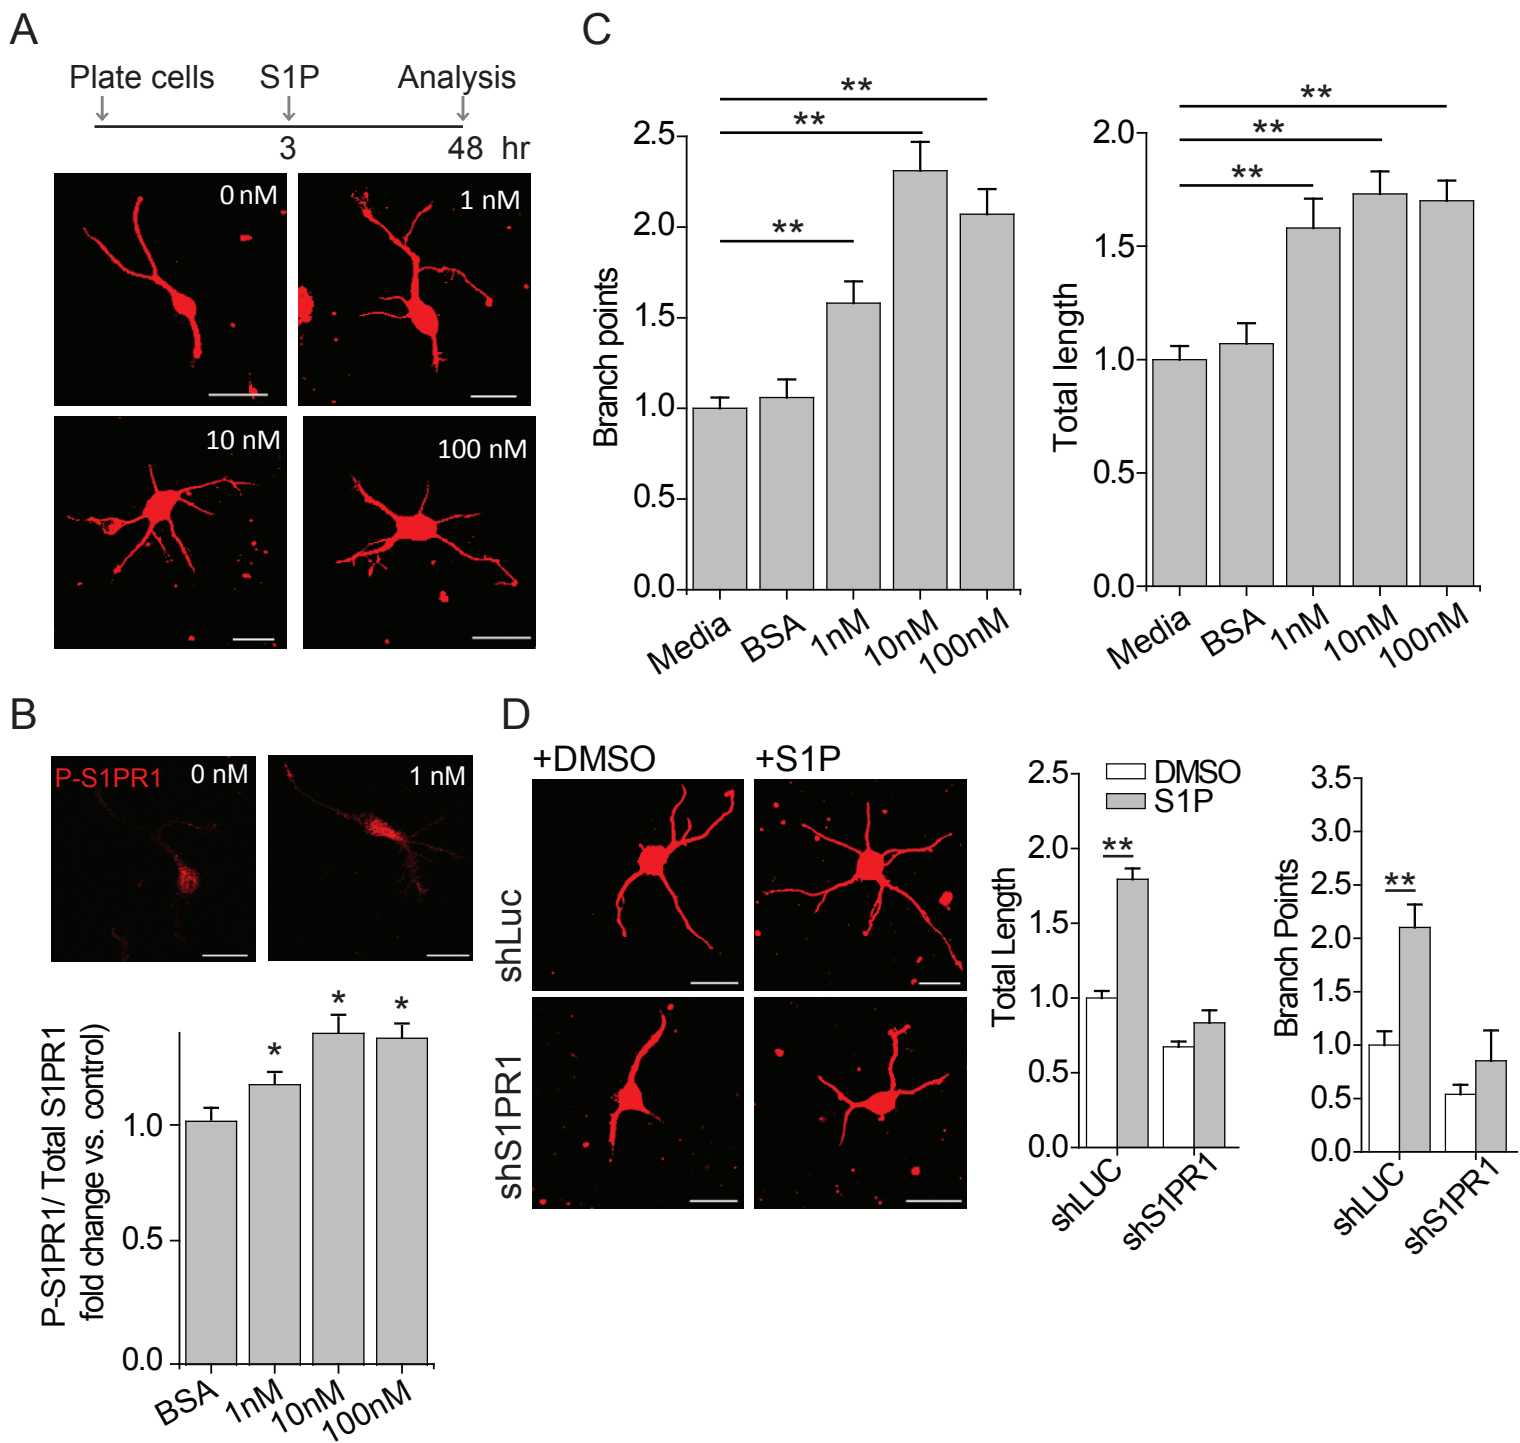 A
Plate cells S1P Analysis
3 48 hr
0 nM
1 nM
10 nM
100 nM
C
** 
**
**
Branch points
2.5
2.0
1.5
1.0
0.5
0.0
Media BSA 1nM 10nM 100nM
**
**
**
Total length
2.0
1.5
1.0
0.5
0.0
Media BSA 1nM 10nM 100nM
B
P-S1PR1 0 nM
1 nM
P-S1PR1/ Total S1PR1
fold change vs. control)
* * *
1.0
0.5
0.0
BSA 1nM 10nM 100nM
D
+DMSO +S1P
shLuc
shS1PR1
Total Length
2.5
2.0
1.5
1.0
0.5
0.0
DMSO
S1P
**
shLUC shS1PR1
Branch Points
3.5
3.0
2.5
2.0
1.5
1.0
0.5
0.0
**
shLUC shS1PR1